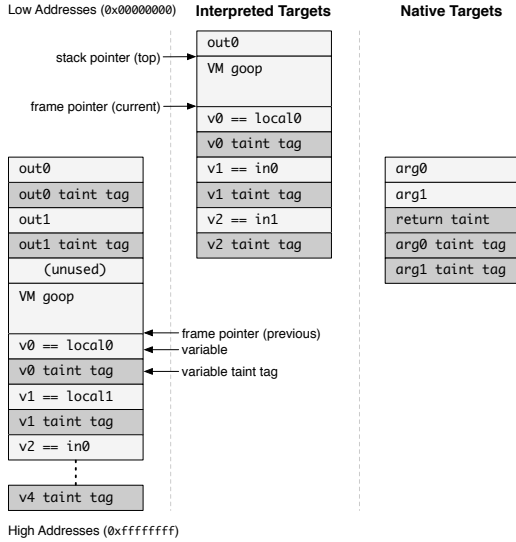 Low Addresses (0x00000000)
Interpreted Targets
Native Targets
out0
stack pointer (top)
VM goop
frame pointer (current)
v0 == local0
v0 taint tag
v1 == in0
v1 taint tag
v2 == in1
v2 taint tag
out0
out0 taint tag
out1
out1 taint tag
(unused)
VM goop
frame pointer (previous)
v0 == local0
variable
v0 taint tag
variable taint tag
v1 == local1
v1 taint tag
v2 == in0
v4 taint tag
arg0
arg1
return taint
arg0 taint tag
arg1 taint tag
High Addresses (0xffffffff)